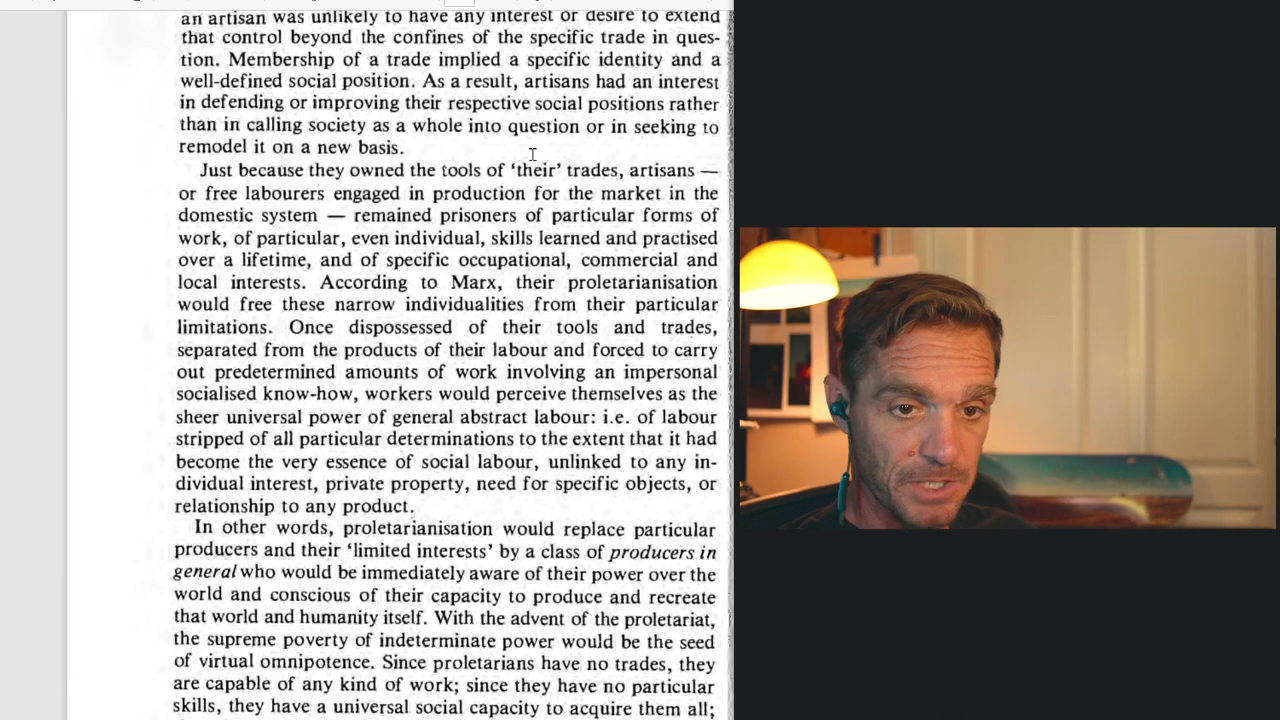 an artisan was unlikely to have any interest or desire to extend
that control beyond the confines of the specific trade in ques-
tion. Membership of a trade implied a specific identity and a
well-defined social position. As a result, artisans had an interest
in defending or improving their respective social positions rather
than in calling society as a whole into question or in seeking to
remodel it on a new basis.
Just because they owned the tools of ‘their’ trades, artisans —
or free labourers engaged in production for the market in the
domestic system — remained prisoners of particular forms of
work, of particular, even individual, skills learned and practised
over a lifetime, and of specific occupational, commercial and
local interests. According to Marx, their proletarianisation
would free these narrow individualities from their particular
limitations. Once dispossessed of their tools and trades,
separated from the products of their labour and forced to carry
out predetermined amounts of work involving an impersonal
socialised know-how, workers would perceive themselves as the
sheer universal power of general abstract labour: i.e. of labour
stripped of all particular determinations to the extent that it had
become the very essence of social labour, unlinked to any in-
dividual interest, private property, need for specific objects, or
relationship to any product.
In other words, proletarianisation would replace particular
producers and their ‘limited interests’ by a class of producers in
general who would be immediately aware of their power over the
world and conscious of their capacity to produce and recreate
that world and humanity itself. With the advent of the proletariat,
the supreme poverty of indeterminate power would be the seed
of virtual omnipotence. Since proletarians have no trades, they
are capable of any kind of work; since they have no particular
skills, they have a universal social capacity to acquire them all;